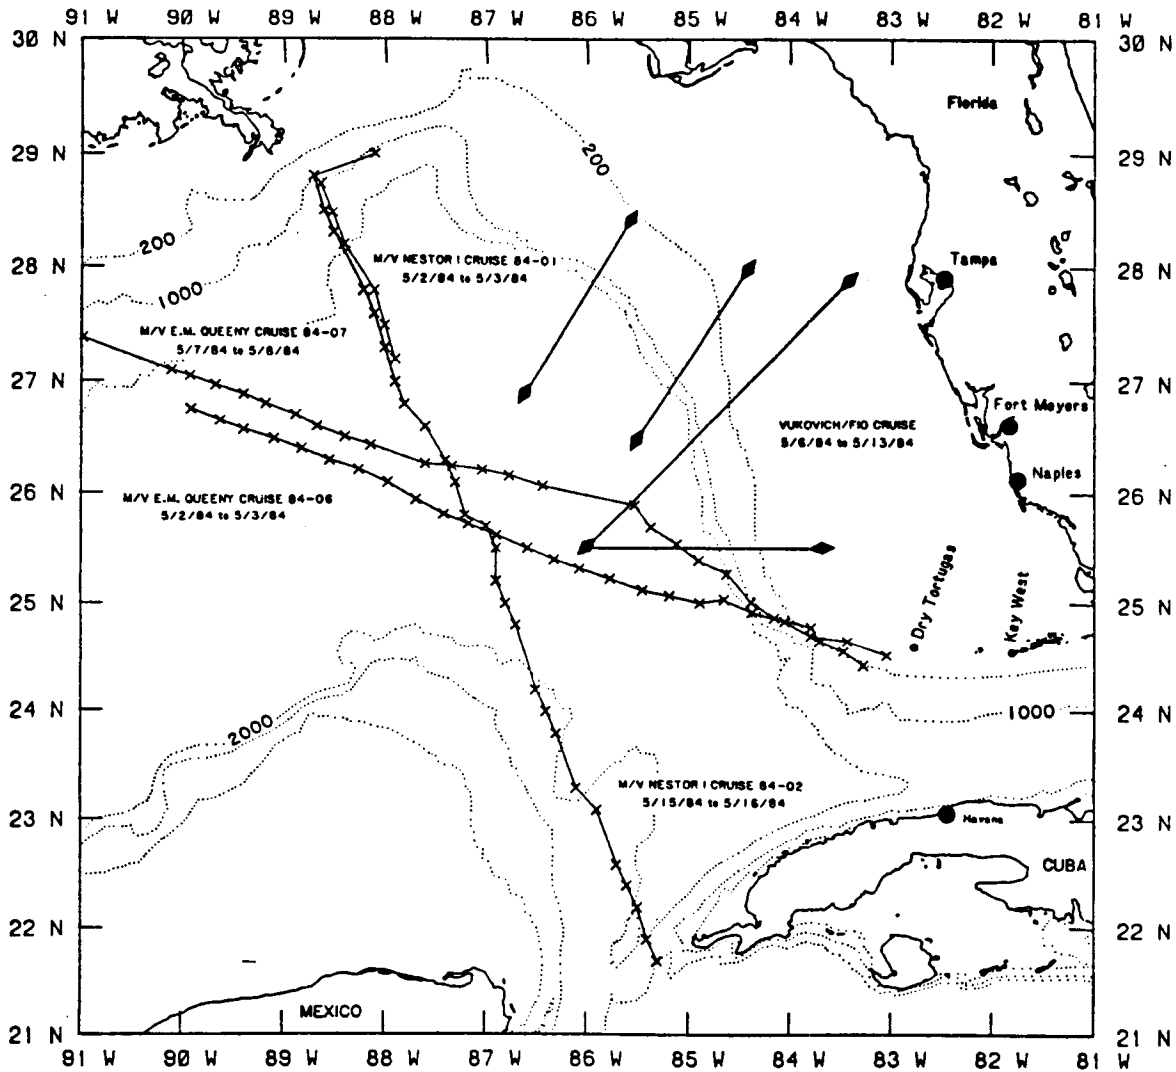 91 W 90 W 89 W 88 W 87 W 86 W 85 W 84 W 83 W 82 W 81 W
30 N 30 N
MSR
Florida
29 N 29 N
200
200
M/V NESTOR I CRUISE 84-01
5/2/84 to 5/3/84
Tampa
28 N 28 N
1000
M/V E.M. QUEENY CRUISE 84-07
5/7/84 to 5/8/84
27 N 27 N
Fort Meyers
VUKOVICH/FIO CRUISE
5/6/84 to 5/13/84
Naples
26 N 26 N
M/V E.M. QUEENY CRUISE 84-06
5/2/84 to 5/3/84
25 N 25 N
Dry Tortugas
Key West
24 N 24 N
1000
2000
M/V NESTOR I CRUISE 84-02
5/15/84 to 5/16/84
23 N 23 N
Havana
CUBA
22 N 22 N
MEXICO
21 N 21 N
91 W 90 W 89 W 88 W 87 W 86 W 85 W 84 W 83 W 82 W 81 W